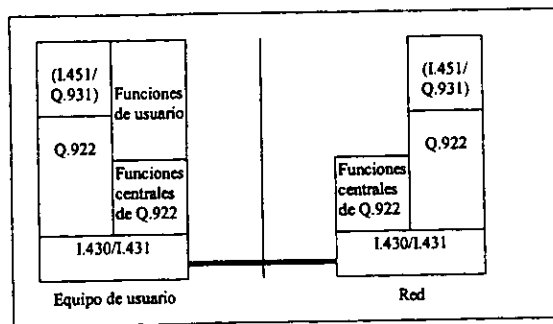 (I.451/
Q.931)
Funciones
de usuario
Q.922
Funciones
centrales
de Q.922
I.430/I.431
Equipo de usuario
(I.451/
Q.931)
Q.922
Funciones
centrales
de Q.922
I.430/I.431
Red